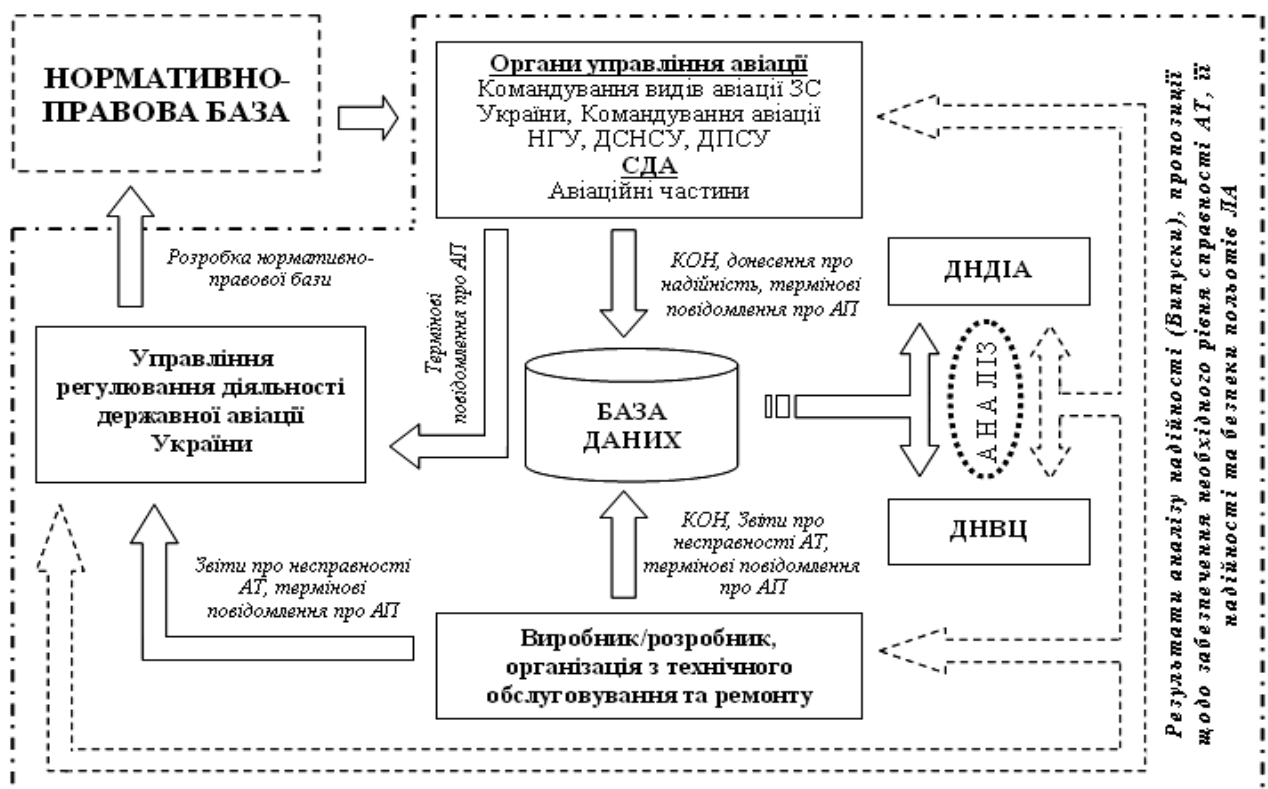 НОРМАТИВНО-
ПРАВОВА БАЗА
Органи управління авіації
Командування видів авіації ЗС
України, Командування авіації
НГУ, ДСНСУ, ДПСУ
СДА
Авіаційні частини
Розробка нормативно-
правової бази
Термінові
повідомлення про АП
КОН, донесення про
надійність, термінові
повідомлення про АП
ДНДІА
Управління
регулювання діяльності
державної авіації
України
БАЗА
ДАНИХ
АНАЛІЗ
ДНВЦ
КОН, Звіти про
несправності АТ,
термінові повідомлення
про АП
Звіти про несправності
АТ, термінові
повідомлення про АП
Виробник/розробник,
організація з технічного
обслуговування та ремонту
Результати аналізу надійності (Випуски), пропозиції
щодо забезпечення необхідного рівня справності АТ, її
надійності та безпеки польотів ЛА